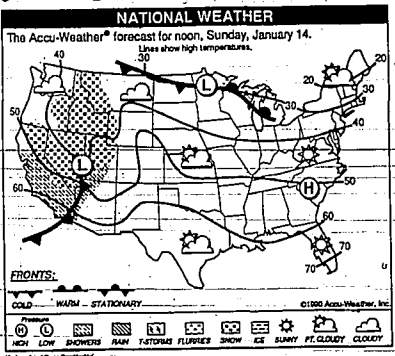 NATIONAL WEATHER
The Accu-Weather® forecast for noon, Sunday, January 14.
Lines show high temperatures.
40
-30
20
20
L
30
30
50
40
L
60
H
50
60
70
70
FRONTS:
COLD WARM STATIONARY
©1990 Accu-Weather, Inc.
Pressure
H L
HIGH LOW SHOWERS RAIN T-STORMS FLURRIES SNOW ICE SUNNY PT. CLOUDY CLOUDY